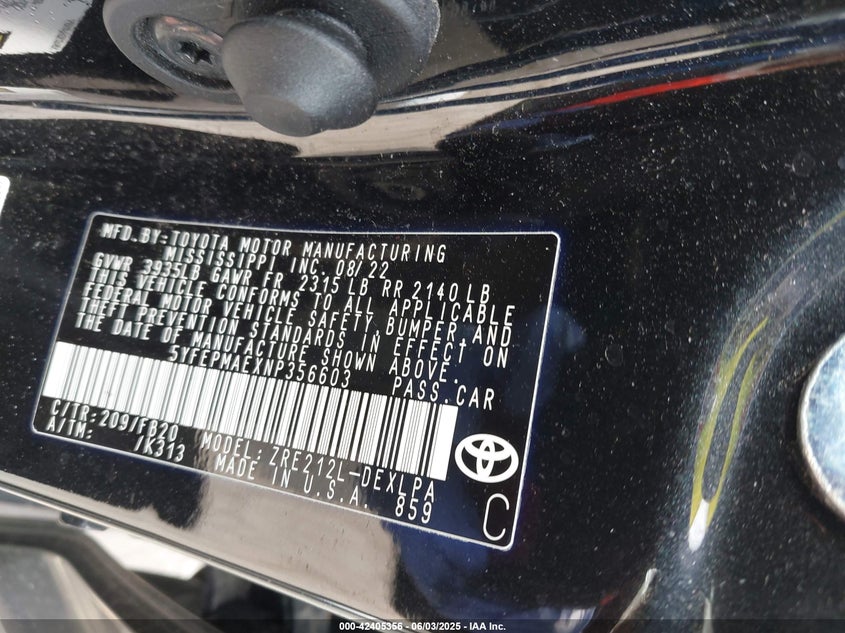 MFD. BY: TOYOTA MOTOR MANUFACTURING
MISSISSIPPI, INC. 08/22
GVWR 3935LB GAWR FR 2315 LB RR 2140 LB
THIS VEHICLE CONFORMS TO ALL APPLICABLE
FEDERAL MOTOR VEHICLE SAFETY, BUMPER, AND
THEFT PREVENTION STANDARDS IN EFFECT ON
THE DATE OF MANUFACTURE SHOWN ABOVE.
5YFEPMAEXNP356603 PASS. CAR
C/TR: 209/FB20 MODEL: ZRE212L-DEXLPA
A/TM: /K313 MADE IN U.S.A. 859
C
000-42405356 | 06/03/2025 - IAA Inc.